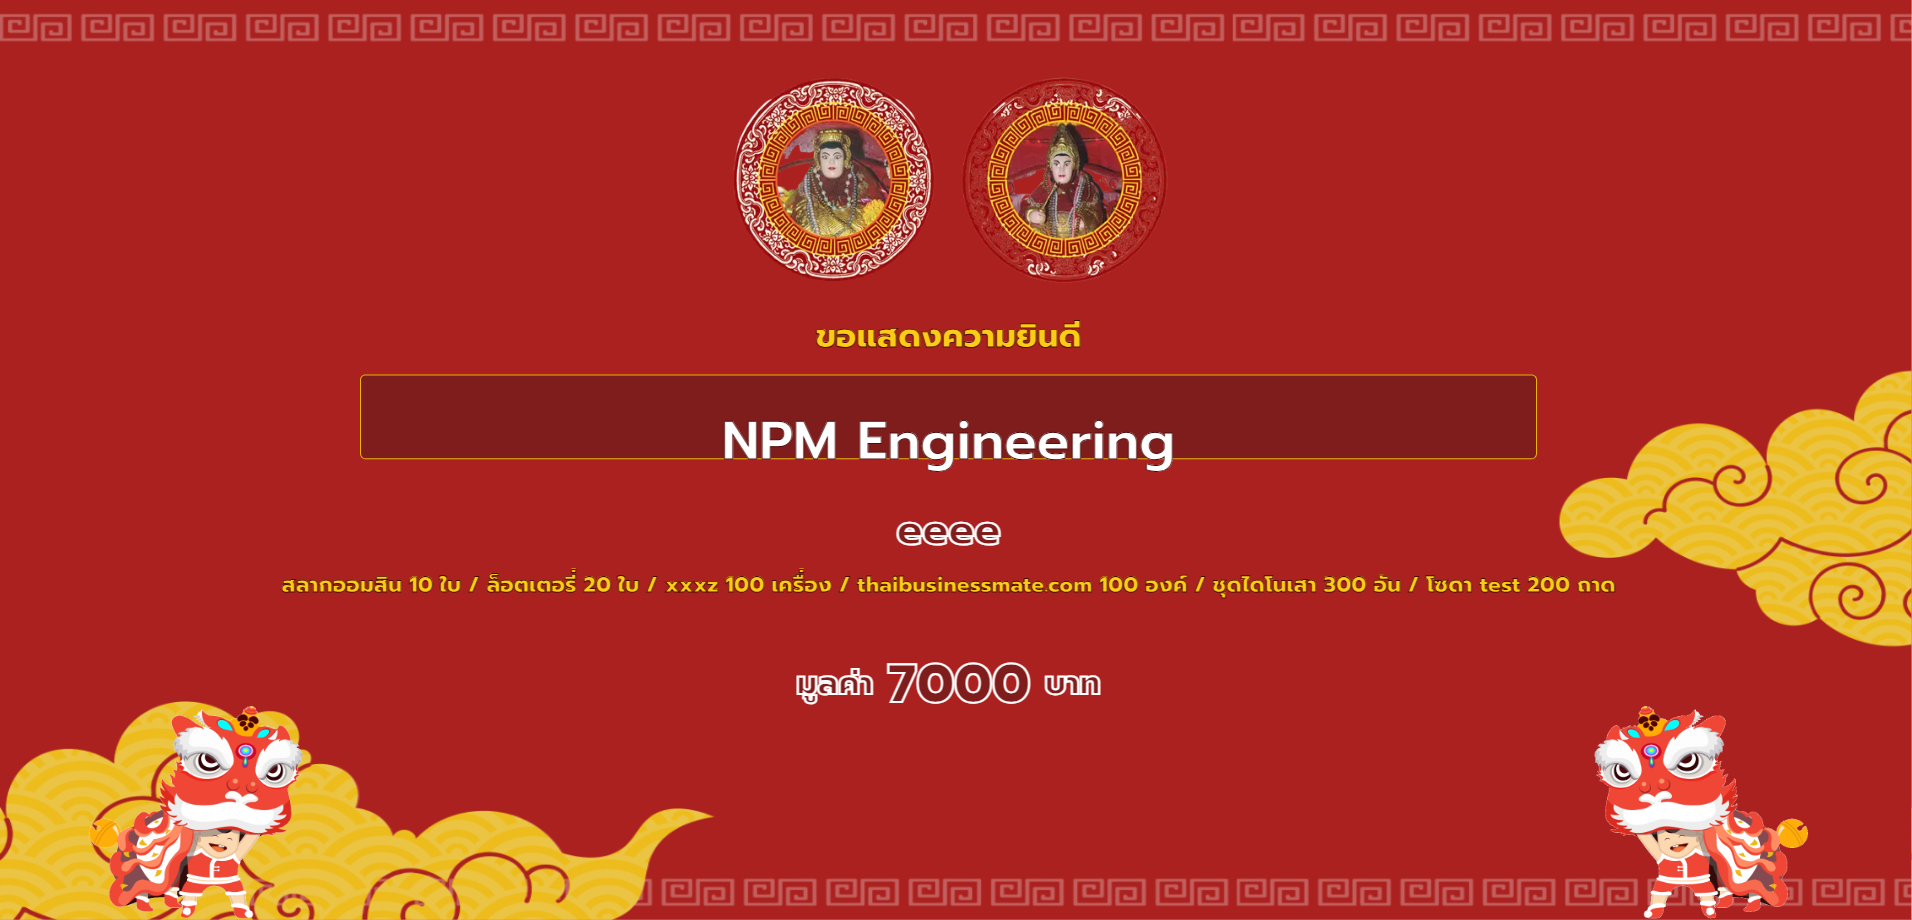 ขอแสดงความยินดี
NPM Engineering
eeee
สลากออมสิน 10 ใบ / ล็อตเตอรี่ 20 ใบ / xxxz 100 เครื่อง / thaibusinessmate.com 100 องค์ / ชุดไดโนเสา 300 อัน / โซดา test 200 ถาด
มูลค่า 7000 บาท